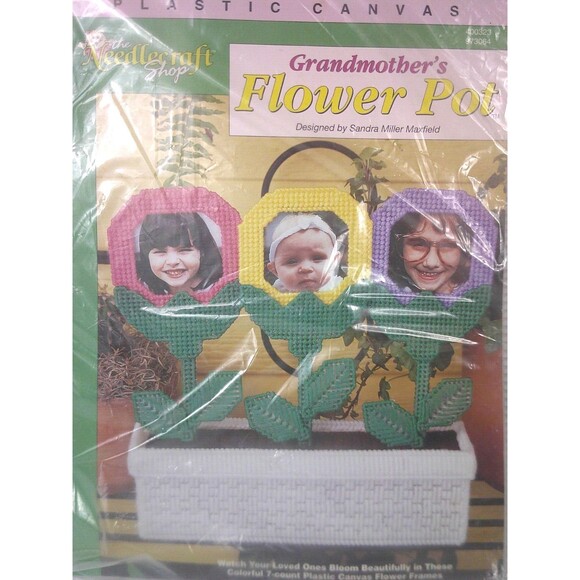 PLASTIC CANVAS
the
Needlecraft
Shop
Grandmother's
Flower Pot
Designed by Sandra Miller Maxfield
Watch Your Loved Ones Bloom Beautifully in These
Colorful 7-count Plastic Canvas Flower Frames